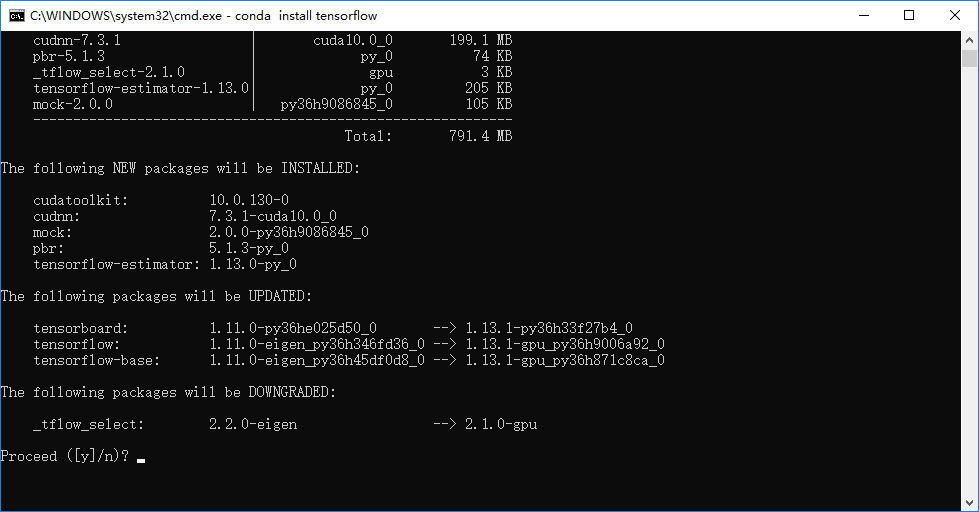 C:\WINDOWS\system32\cmd.exe - conda  install tensorflow
    cudnn-7.3.1                |       cuda10.0_0       199.1 MB
    pbr-5.1.3                  |             py_0          74 KB
    _tflow_select-2.1.0        |              gpu           3 KB
    tensorflow-estimator-1.13.0|             py_0         205 KB
    mock-2.0.0                 |   py36h9086845_0         105 KB
    ------------------------------------------------------------
                                           Total:       791.4 MB
The following NEW packages will be INSTALLED:
    cudatoolkit:          10.0.130-0
    cudnn:                7.3.1-cuda10.0_0
    mock:                 2.0.0-py36h9086845_0
    pbr:                  5.1.3-py_0
    tensorflow-estimator: 1.13.0-py_0
The following packages will be UPDATED:
    tensorboard:          1.11.0-py36he025d50_0       --> 1.13.1-py36h33f27b4_0
    tensorflow:           1.11.0-eigen_py36h346fd36_0 --> 1.13.1-gpu_py36h9006a92_0
    tensorflow-base:      1.11.0-eigen_py36h45df0d8_0 --> 1.13.1-gpu_py36h871c8ca_0
The following packages will be DOWNGRADED:
    _tflow_select:        2.2.0-eigen                 --> 2.1.0-gpu
Proceed ([y]/n)?